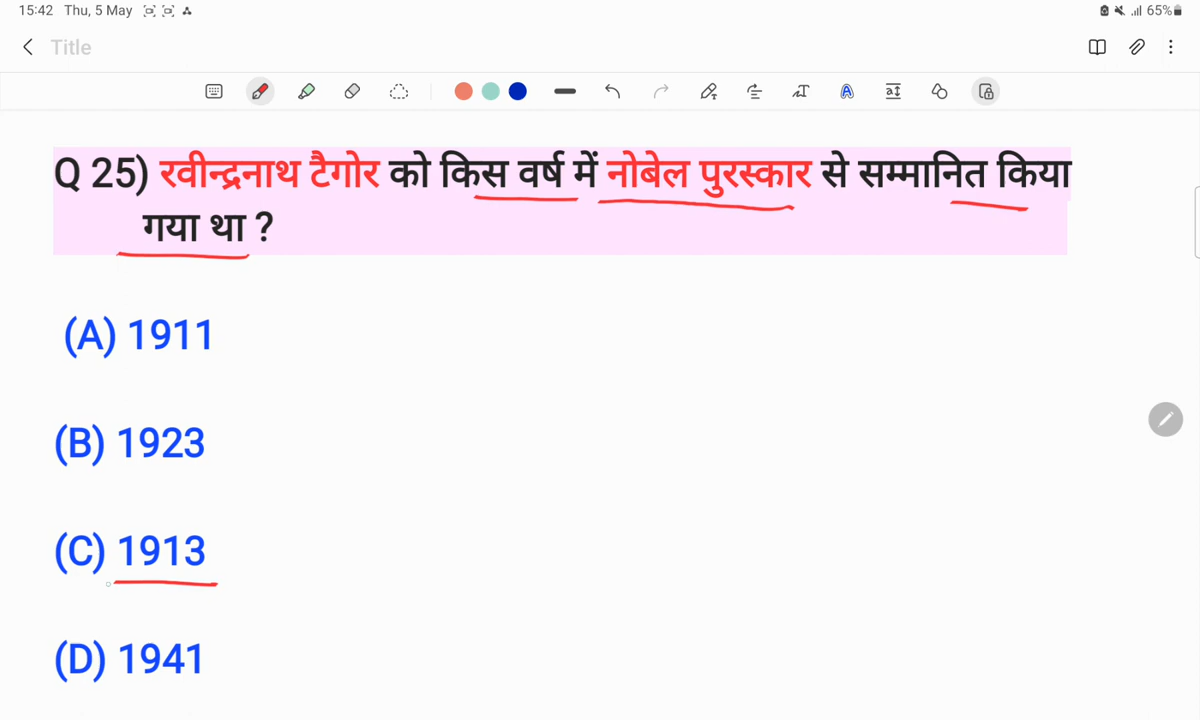 15:42 Thu, 5 May 65%
Title
Q 25) रवीन्द्रनाथ टैगोर को किस वर्ष में नोबेल पुरस्कार से सम्मानित किया
गया था ?
(A) 1911
(B) 1923
(C) 1913
(D) 1941